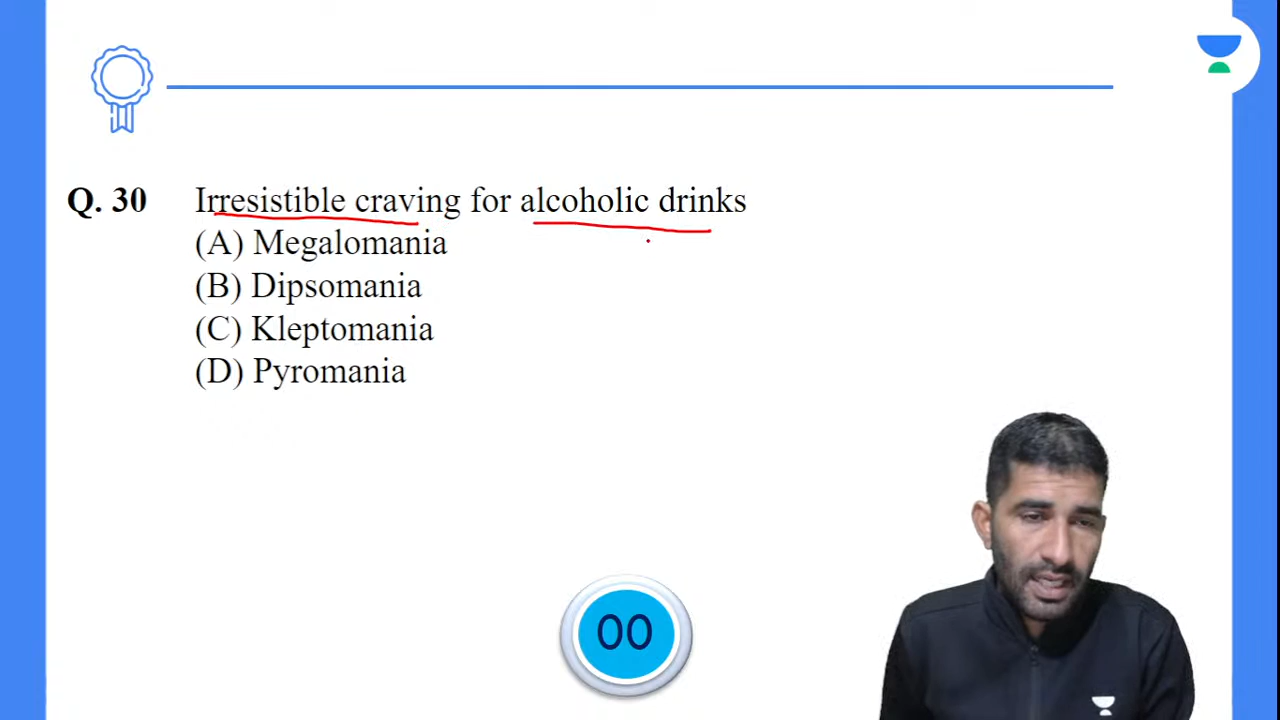 Q. 30 Irresistible craving for alcoholic drinks
(A) Megalomania
(B) Dipsomania
(C) Kleptomania
(D) Pyromania
00